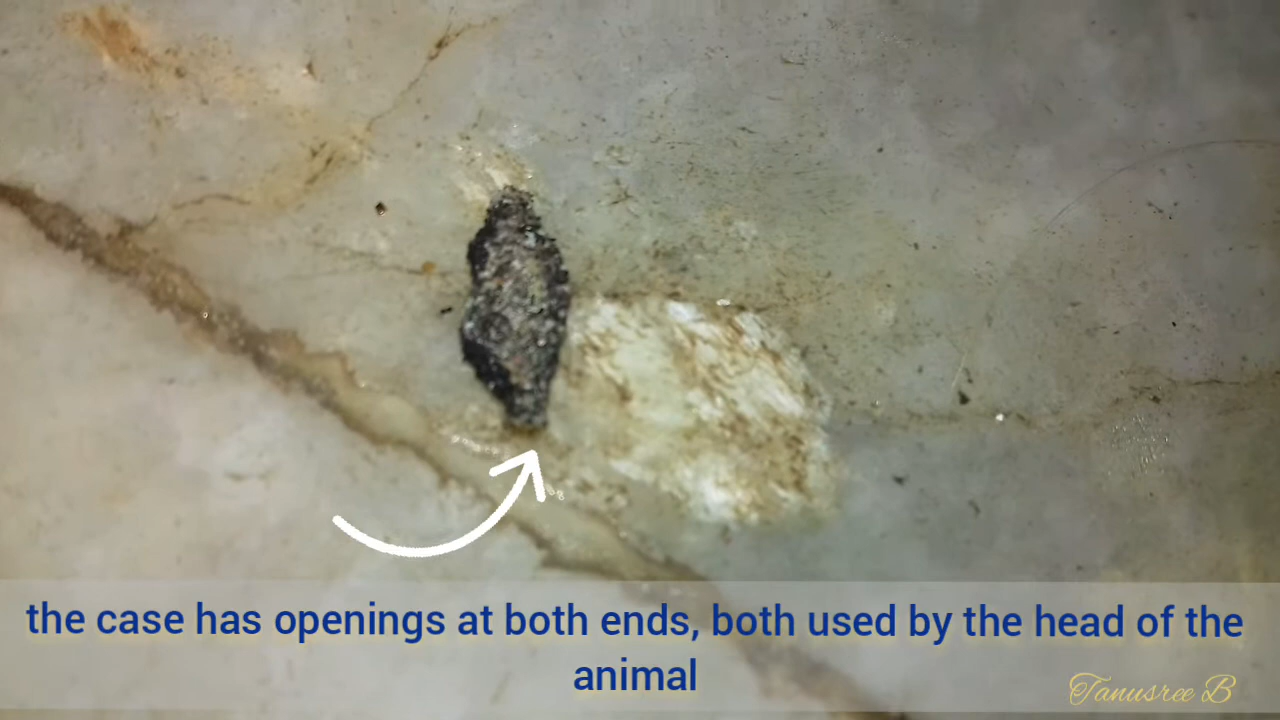 the case has openings at both ends, both used by the head of the
animal
Tanusree B